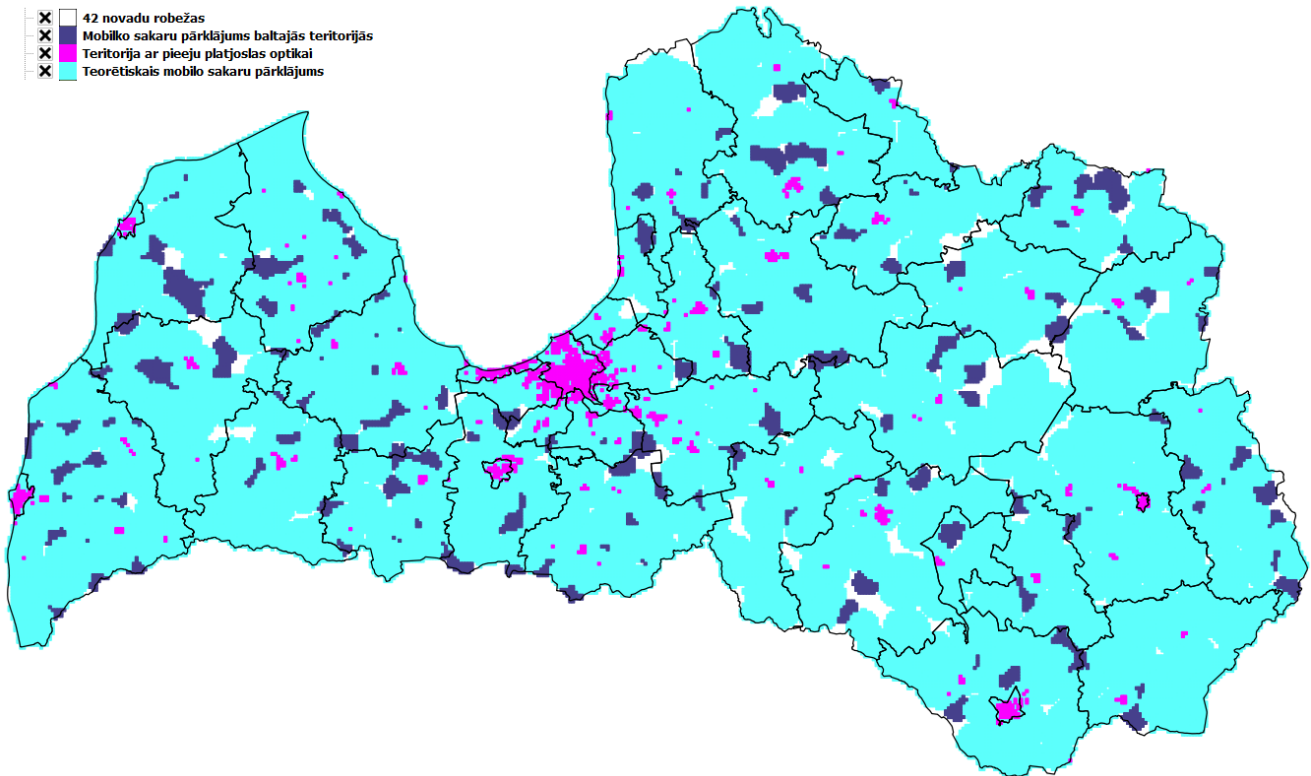 42 novadu robežas
Mobilko sakaru pārklājums baltajās teritorijās
Teritorija ar pieeju platjoslas optikai
Teorētiskais mobilo sakaru pārklājums